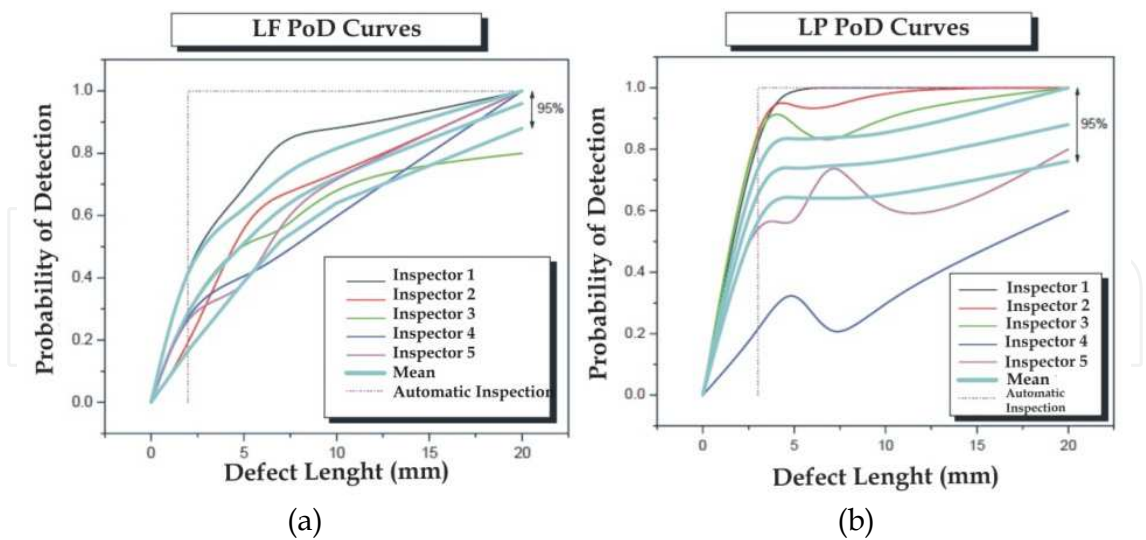 LF PoD Curves
Probability of Detection
1.0
0.8
0.6
0.4
0.2
0.0
95%
Inspector 1
Inspector 2
Inspector 3
Inspector 4
Inspector 5
Mean
Automatic Inspection
0
5
10
15
20
Defect Lenght (mm)
(a)
LP PoD Curves
Probability of Detection
1.0
0.8
0.6
0.4
0.2
0.0
95%
Inspector 1
Inspector 2
Inspector 3
Inspector 4
Inspector 5
Mean
Automatic
Inspection
0
5
10
15
20
Defect Lenght (mm)
(b)